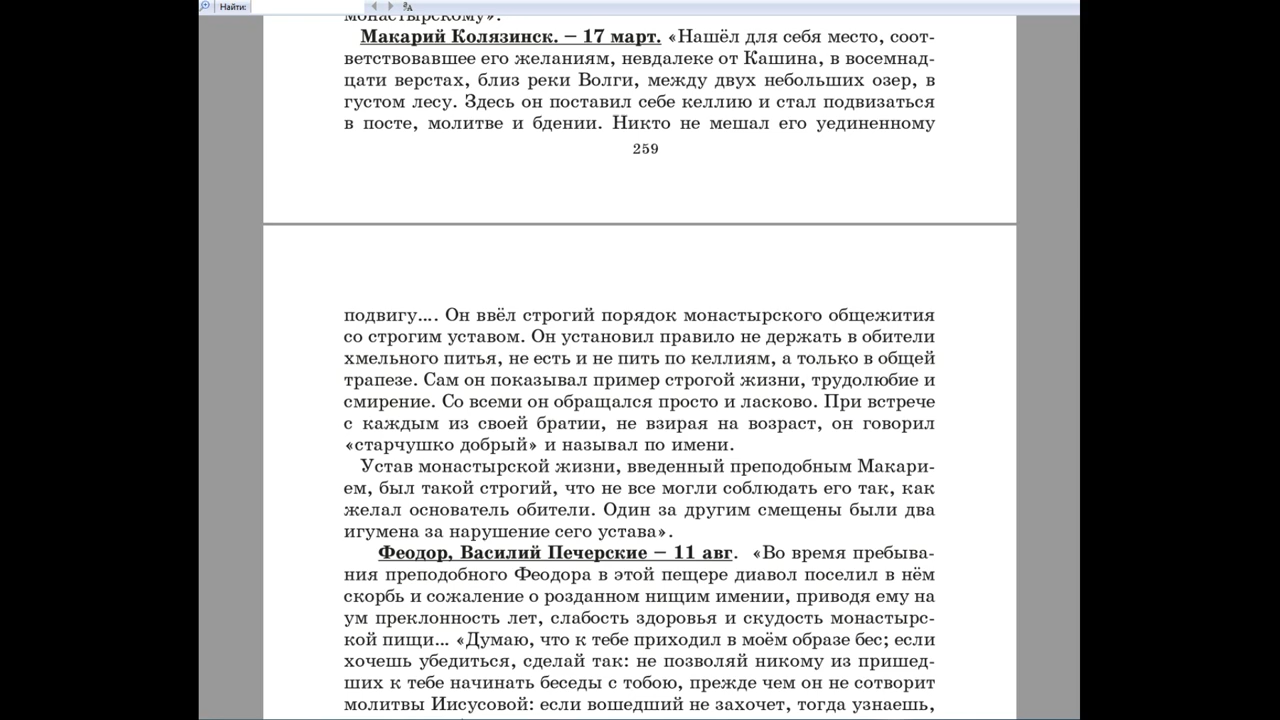 Найти:
монастырскому».
Макарий Колязинск. – 17 март. «Нашёл для себя место, соот-
ветствовавшее его желаниям, невдалеке от Кашина, в восемнад-
цати верстах, близ реки Волги, между двух небольших озер, в
густом лесу. Здесь он поставил себе келлию и стал подвизаться
в посте, молитве и бдении. Никто не мешал его уединенному
259
подвигу.... Он ввёл строгий порядок монастырского общежития
со строгим уставом. Он установил правило не держать в обители
хмельного питья, не есть и не пить по келлиям, а только в общей
трапезе. Сам он показывал пример строгой жизни, трудолюбие и
смирение. Со всеми он обращался просто и ласково. При встрече
с каждым из своей братии, не взирая на возраст, он говорил
«старчушко добрый» и называл по имени.
Устав монастырской жизни, введенный преподобным Макари-
ем, был такой строгий, что не все могли соблюдать его так, как
желал основатель обители. Один за другим смещены были два
игумена за нарушение сего устава».
Феодор, Василий Печерские – 11 авг. «Во время пребыва-
ния преподобного Феодора в этой пещере диавол поселил в нём
скорбь и сожаление о розданном нищим имении, приводя ему на
ум преклонность лет, слабость здоровья и скудость монастырс-
кой пищи... «Думаю, что к тебе приходил в моём образе бес; если
хочешь убедиться, сделай так: не позволяй никому из пришед-
ших к тебе начинать беседы с тобою, прежде чем он не сотворит
молитвы Иисусовой: если вошедший не захочет, тогда узнаешь,